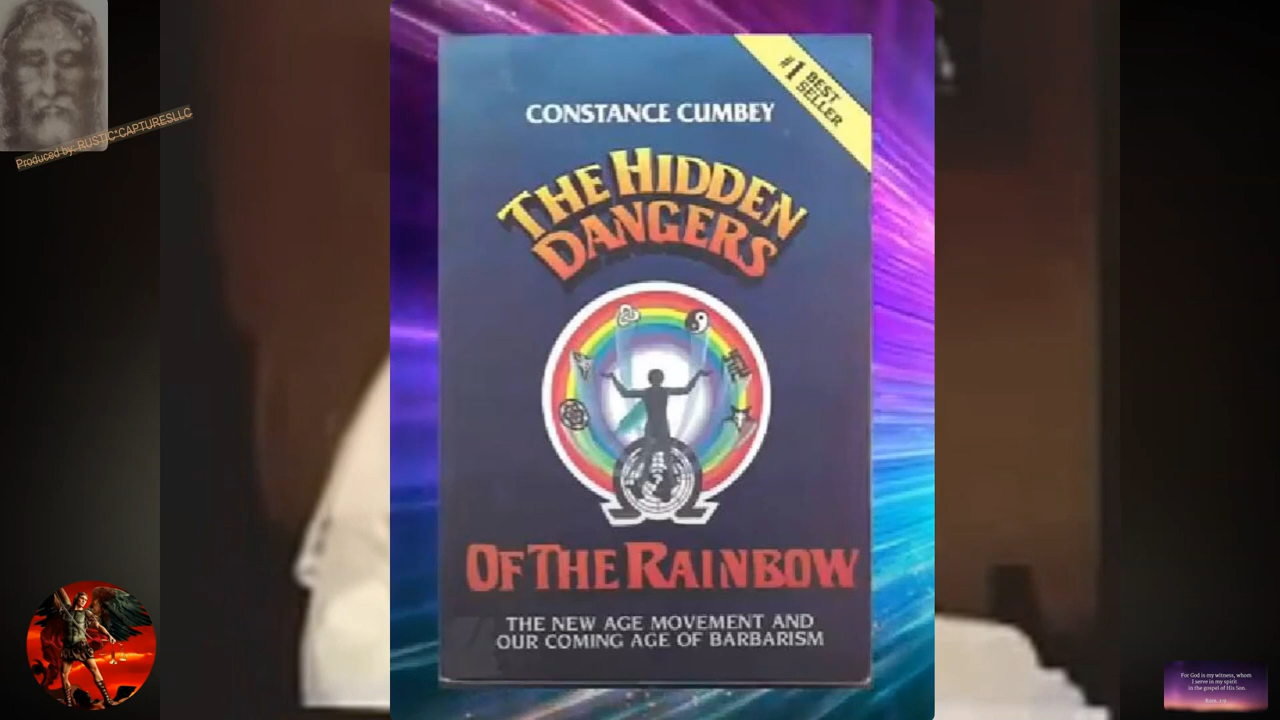 Produced by: RUSTIC*CAPTURESLLC
#1 BEST
SELLER
CONSTANCE CUMBEY
THE HIDDEN
DANGERS
OF THE RAINBOW
THE NEW AGE MOVEMENT AND
OUR COMING AGE OF BARBARISM
For God is my witness, whom
I serve in my spirit
in the gospel of His Son.